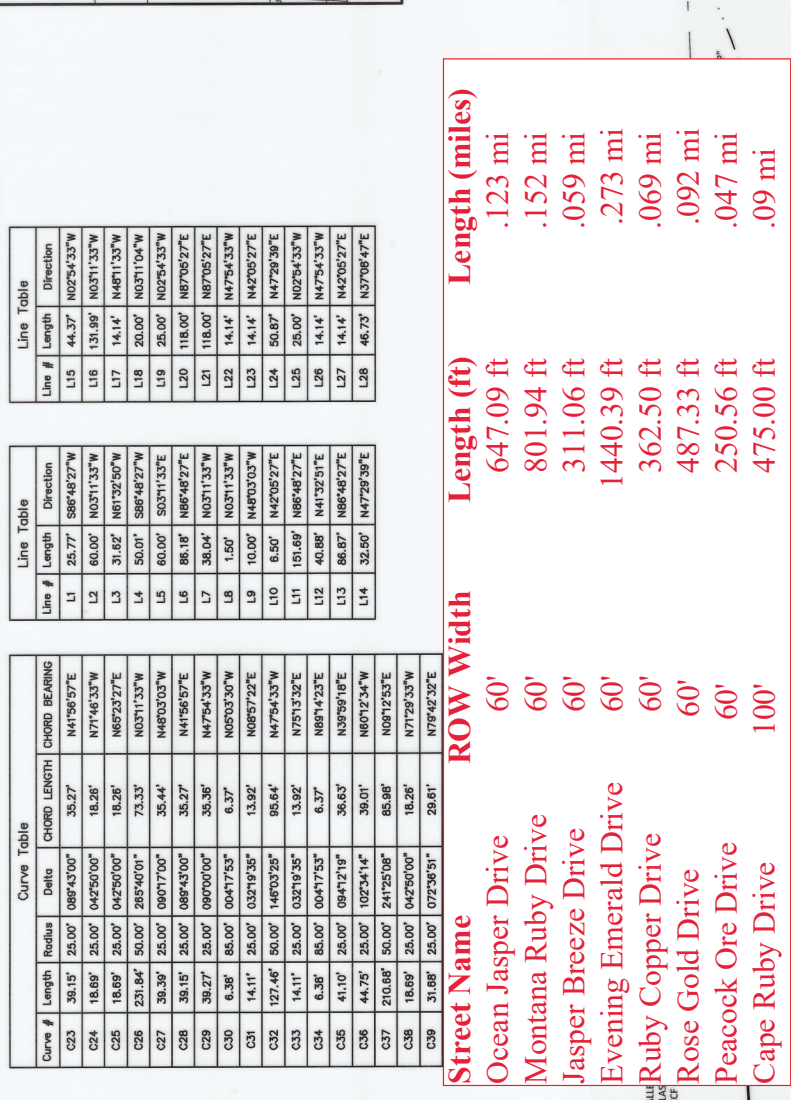 Curve Table
Curve # Length Radius Delta CHORD LENGTH CHORD BEARING
C23 39.15' 25.00' 089°43'00" 35.27' N41°56'57"E
C24 18.69' 25.00' 042°50'00" 18.26' N71°46'33"W
C25 18.69' 25.00' 042°50'00" 18.26' N65°23'27"E
C26 231.84' 50.00' 265°40'01" 73.33' N03°11'33"W
C27 39.39' 25.00' 090°17'00" 35.44' N48°03'03"W
C28 39.15' 25.00' 089°43'00" 35.27' N41°56'57"E
C29 39.27' 25.00' 090°00'00" 35.36' N47°54'33"W
C30 6.38' 85.00' 004°17'53" 6.37' N05°03'30"W
C31 14.11' 25.00' 032°19'35" 13.92' N08°57'22"E
C32 127.46' 50.00' 146°03'25" 95.64' N47°54'33"W
C33 14.11' 25.00' 032°19'35" 13.92' N75°13'32"E
C34 6.38' 85.00' 004°17'53" 6.37' N89°14'23"E
C35 41.10' 25.00' 094°12'19" 36.63' N39°59'18"E
C36 44.75' 25.00' 102°34'14" 39.01' N60°12'34"W
C37 210.68' 50.00' 241°25'08" 85.98' N09°12'53"E
C38 18.69' 25.00' 042°50'00" 18.26' N71°29'33"W
C39 31.68' 25.00' 072°36'51" 29.61' N79°42'32"E
Line Table
Line # Length Direction
L1 25.77' S86°48'27"W
L2 60.00' N03°11'33"W
L3 31.62' N61°32'50"W
L4 50.01' S86°48'27"W
L5 60.00' S03°11'33"E
L6 86.18' N86°48'27"E
L7 38.04' N03°11'33"W
L8 1.50' N03°11'33"W
L9 10.00' N48°03'03"W
L10 6.50' N42°05'27"E
L11 151.69' N86°48'27"E
L12 40.88' N41°32'51"E
L13 86.87' N86°48'27"E
L14 32.50' N47°29'39"E
Line Table
Line # Length Direction
L15 44.37' N02°54'33"W
L16 131.99' N03°11'33"W
L17 14.14' N48°11'33"W
L18 20.00' N03°11'04"W
L19 25.00' N02°54'33"W
L20 118.00' N87°05'27"E
L21 118.00' N87°05'27"E
L22 14.14' N47°54'33"W
L23 14.14' N42°05'27"E
L24 50.87' N47°29'39"E
L25 25.00' N02°54'33"W
L26 14.14' N47°54'33"W
L27 14.14' N42°05'27"E
L28 46.73' N37°08'47"E
Street Name ROW Width Length (ft) Length (miles)
Ocean Jasper Drive 60' 647.09 ft .123 mi
Montana Ruby Drive 60' 801.94 ft .152 mi
Jasper Breeze Drive 60' 311.06 ft .059 mi
Evening Emerald Drive 60' 1440.39 ft .273 mi
Ruby Copper Drive 60' 362.50 ft .069 mi
Rose Gold Drive 60' 487.33 ft .092 mi
Peacock Ore Drive 60' 250.56 ft .047 mi
Cape Ruby Drive 100' 475.00 ft .09 mi